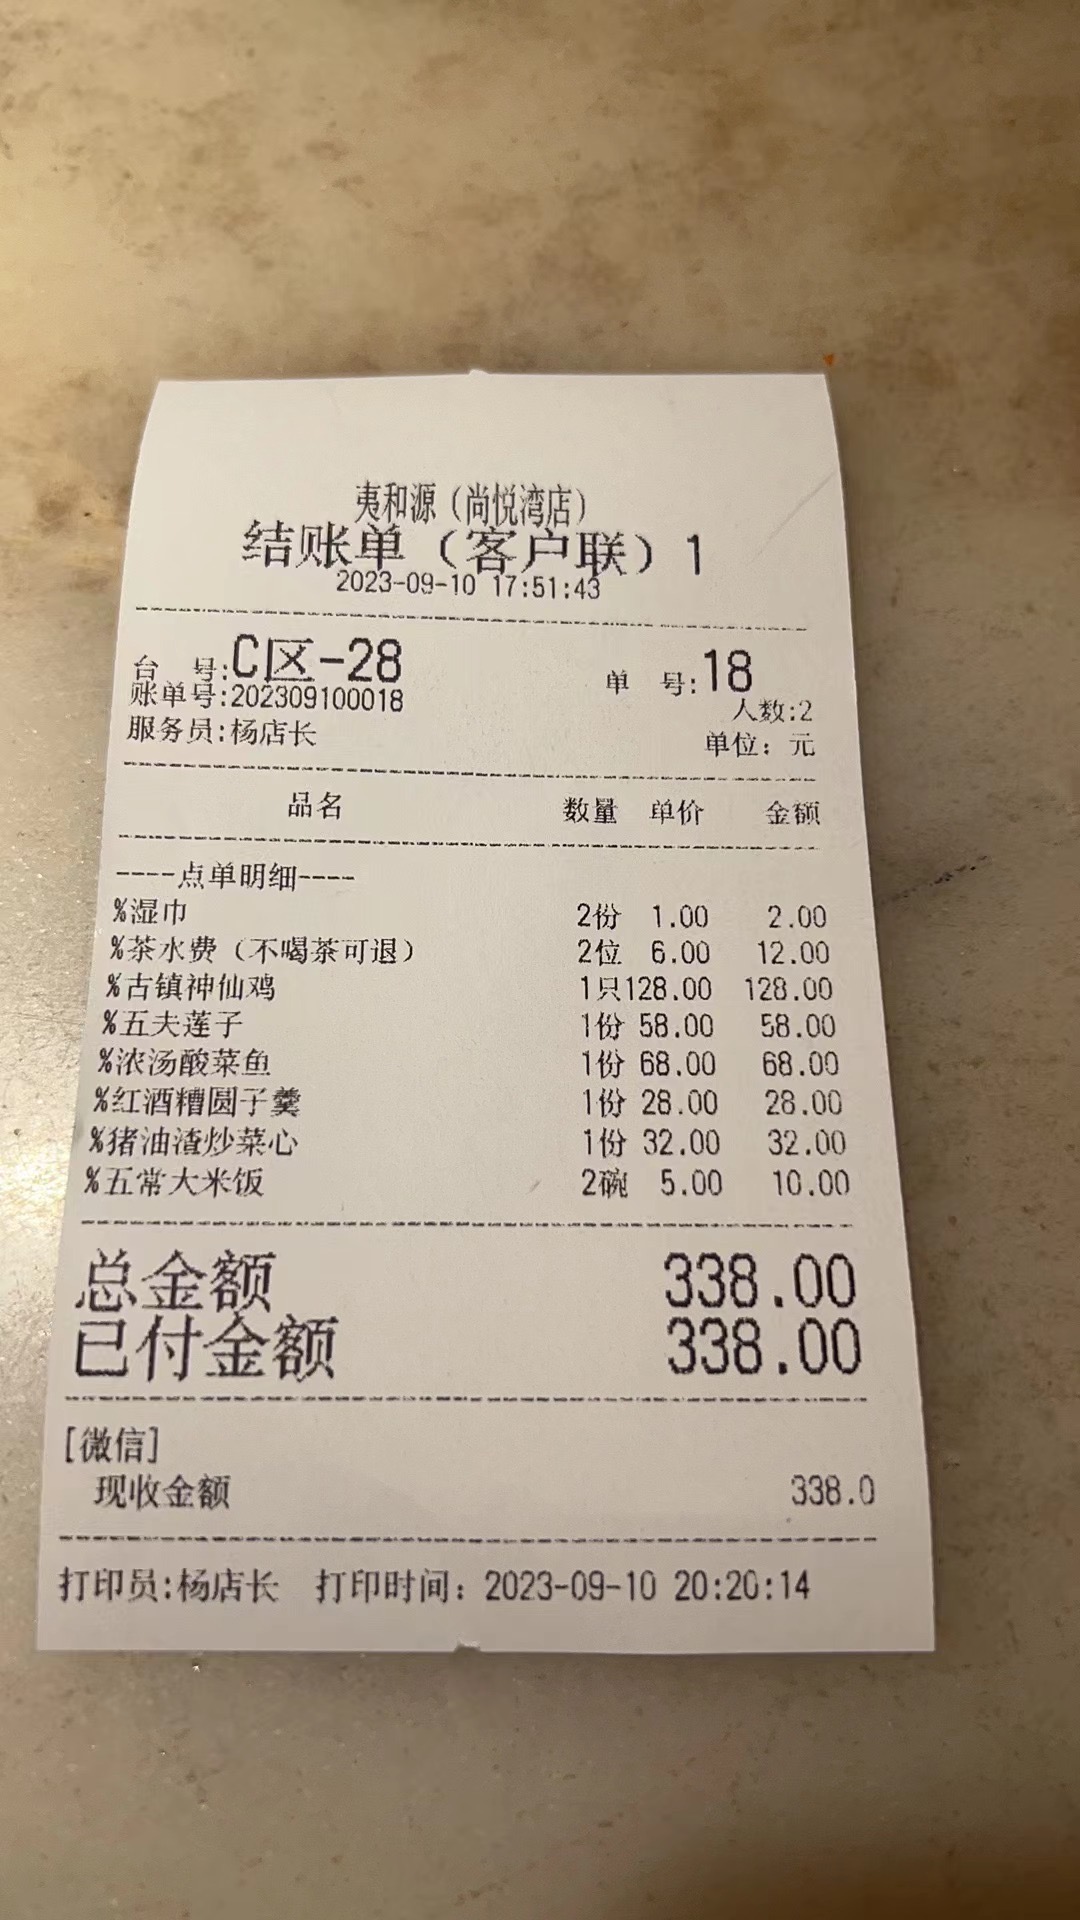 夷和源（尚悦湾店）
结账单（客户联）1
2023-09-10 17:51:43
台 号:C区-28 单 号:18
账单号:202309100018 人数:2
服务员:杨店长 单位：元
品名 数量 单价 金额
----点单明细----
%湿巾 2份 1.00 2.00
%茶水费（不喝茶可退） 2位 6.00 12.00
%古镇神仙鸡 1只128.00 128.00
%五夫莲子 1份 58.00 58.00
%浓汤酸菜鱼 1份 68.00 68.00
%红酒糟圆子羹 1份 28.00 28.00
%猪油渣炒菜心 1份 32.00 32.00
%五常大米饭 2碗 5.00 10.00
总金额 338.00
已付金额 338.00
[微信]
现收金额 338.0
打印员:杨店长 打印时间：2023-09-10 20:20:14